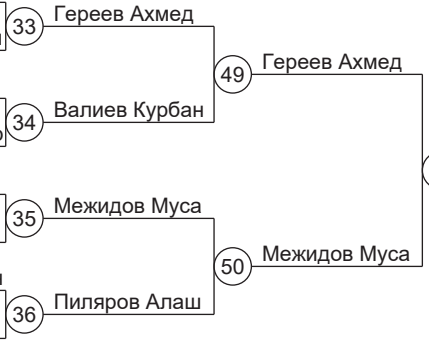 33 Гереев Ахмед
49 Гереев Ахмед
34 Валиев Курбан
35 Межидов Муса
50 Межидов Муса
36 Пиляров Алаш